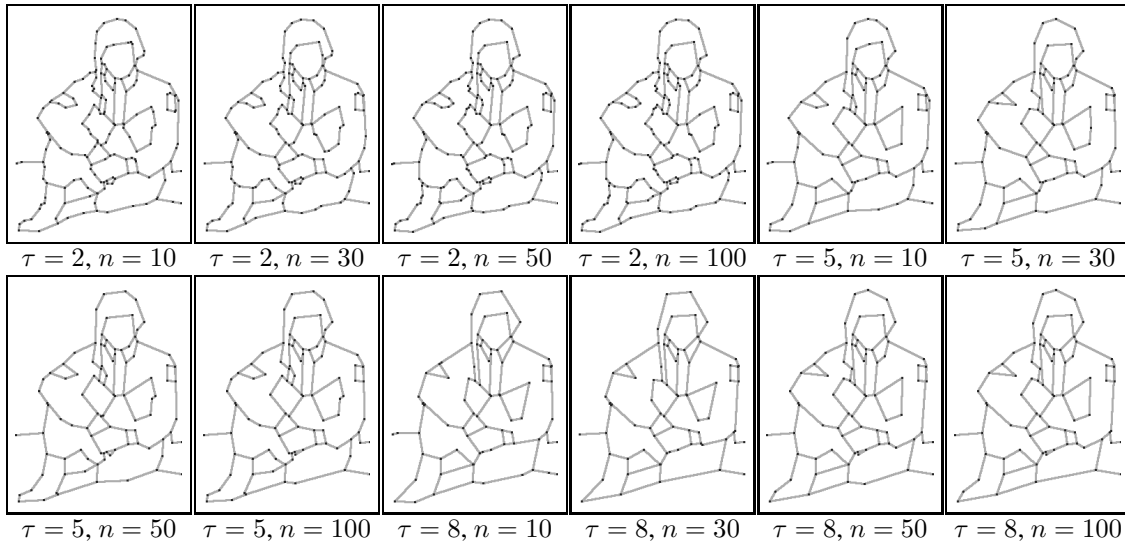 τ = 2, n = 10 τ = 2, n = 30 τ = 2, n = 50 τ = 2, n = 100 τ = 5, n = 10 τ = 5, n = 30
τ = 5, n = 50 τ = 5, n = 100 τ = 8, n = 10 τ = 8, n = 30 τ = 8, n = 50 τ = 8, n = 100